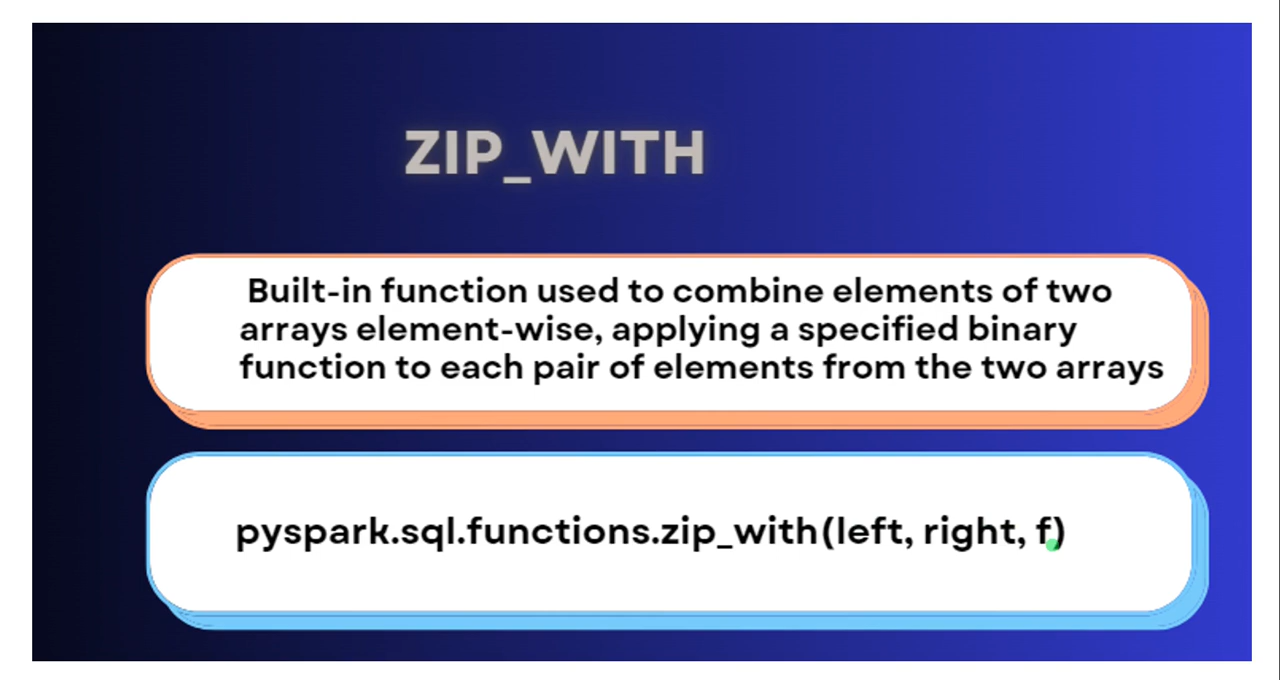 ZIP_WITH
Built-in function used to combine elements of two
arrays element-wise, applying a specified binary
function to each pair of elements from the two arrays
pyspark.sql.functions.zip_with(left, right, f)